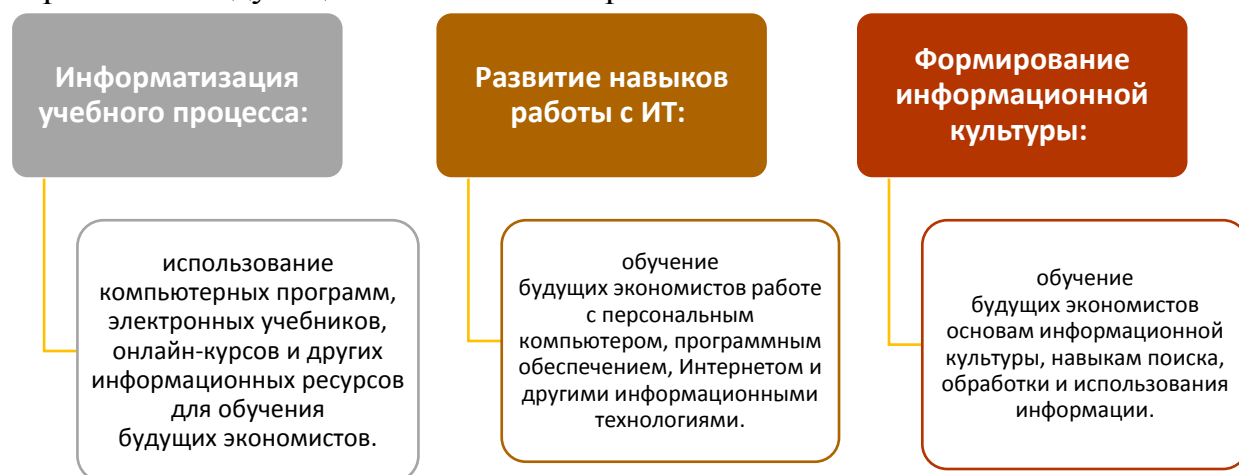 Информатизация
учебного процесса:
использование
компьютерных программ,
электронных учебников,
онлайн-курсов и других
информационных ресурсов
для обучения
будущих экономистов.
Развитие навыков
работы с ИТ:
обучение
будущих экономистов работе
с персональным
компьютером, программным
обеспечением, Интернетом и
другими информационными
технологиями.
Формирование
информационной
культуры:
обучение
будущих экономистов
основам информационной
культуры, навыкам поиска,
обработки и использования
информации.